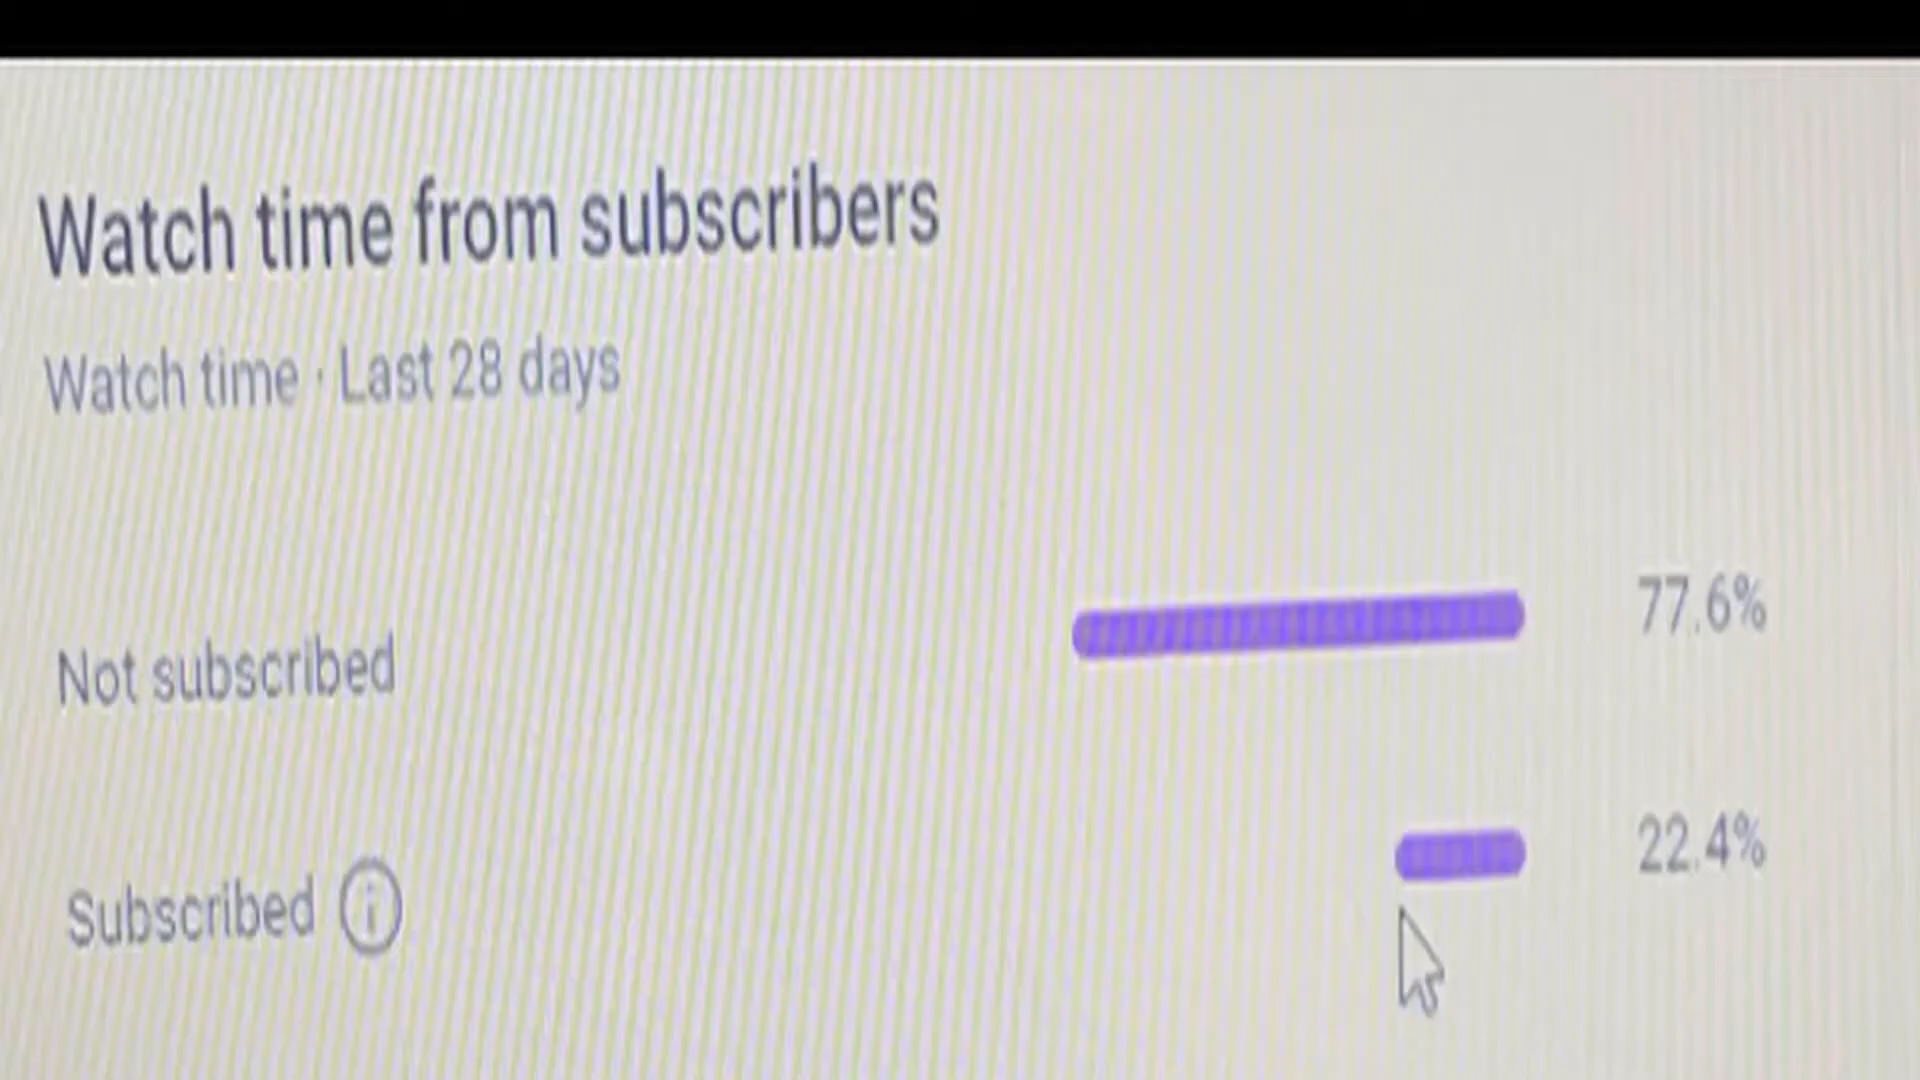 Watch time from subscribers
Watch time · Last 28 days
Not subscribed 77.6%
Subscribed 22.4%